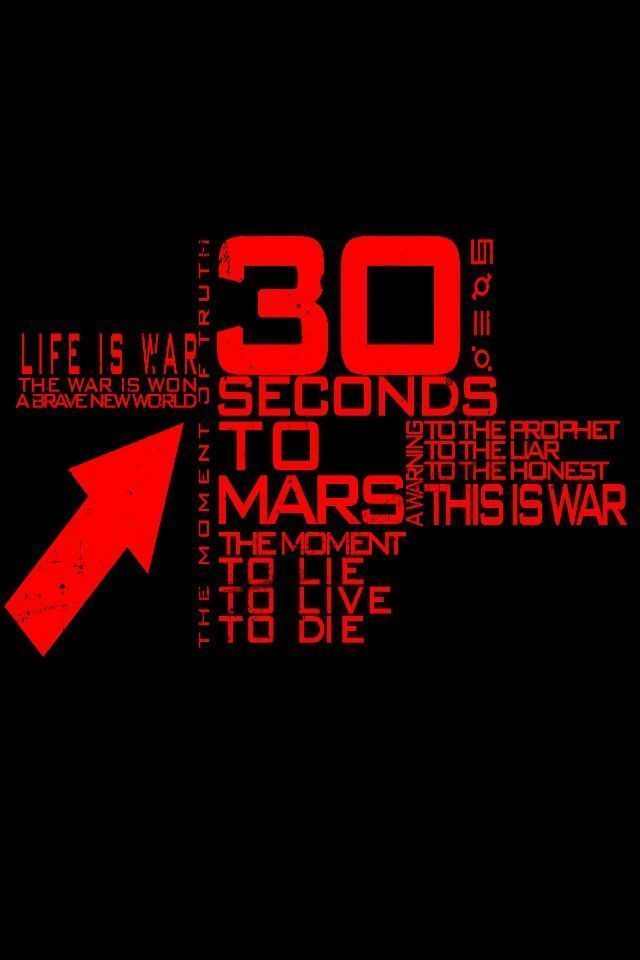 THE MOMENT OF TRUTH
30
SECONDS
TO
MARS
LIFE IS WAR
THE WAR IS WON
A BRAVE NEW WORLD
A WARNING
TO THE PROPHET
TO THE LIAR
TO THE HONEST
THIS IS WAR
THE MOMENT
TO LIE
TO LIVE
TO DIE